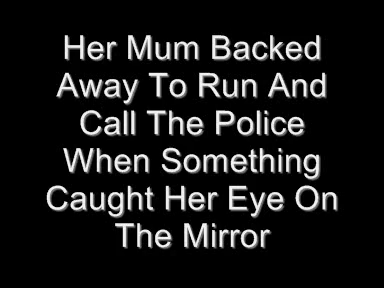 Her Mum Backed
Away To Run And
Call The Police
When Something
Caught Her Eye On
The Mirror